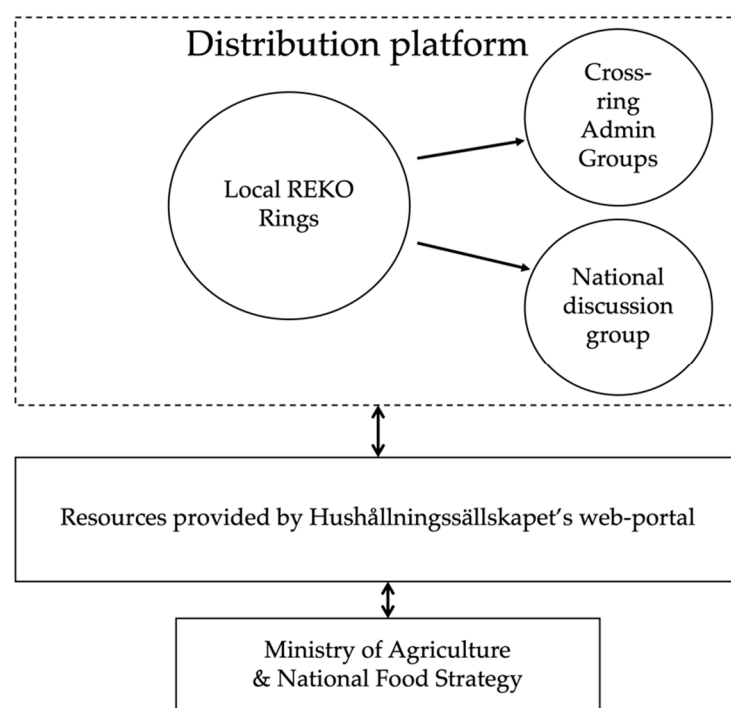 Distribution platform
Local REKO
Rings
Cross-
ring
Admin
Groups
National
discussion
group
Resources provided by Hushållningssällskapet’s web-portal
Ministry of Agriculture
& National Food Strategy